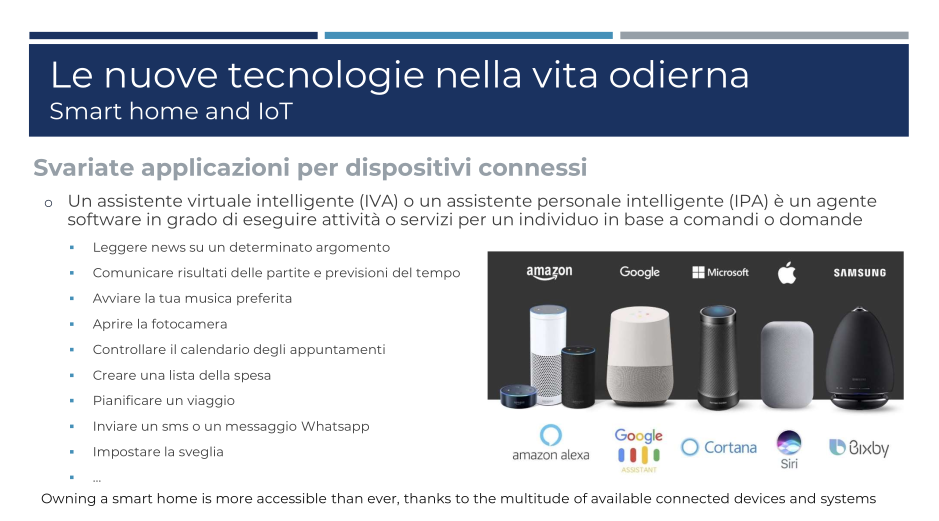 Le nuove tecnologie nella vita odierna
Smart home and IoT
Svariate applicazioni per dispositivi connessi
o Un assistente virtuale intelligente (IVA) o un assistente personale intelligente (IPA) è un agente
software in grado di eseguire attività o servizi per un individuo in base a comandi o domande
▪ Leggere news su un determinato argomento
▪ Comunicare risultati delle partite e previsioni del tempo
▪ Avviare la tua musica preferita
▪ Aprire la fotocamera
▪ Controllare il calendario degli appuntamenti
▪ Creare una lista della spesa
▪ Pianificare un viaggio
▪ Inviare un sms o un messaggio Whatsapp
▪ Impostare la sveglia
▪ ...
amazon Google Microsoft SAMSUNG
amazon alexa
Google
ASSISTANT
Cortana
Siri
Bixby
Owning a smart home is more accessible than ever, thanks to the multitude of available connected devices and systems